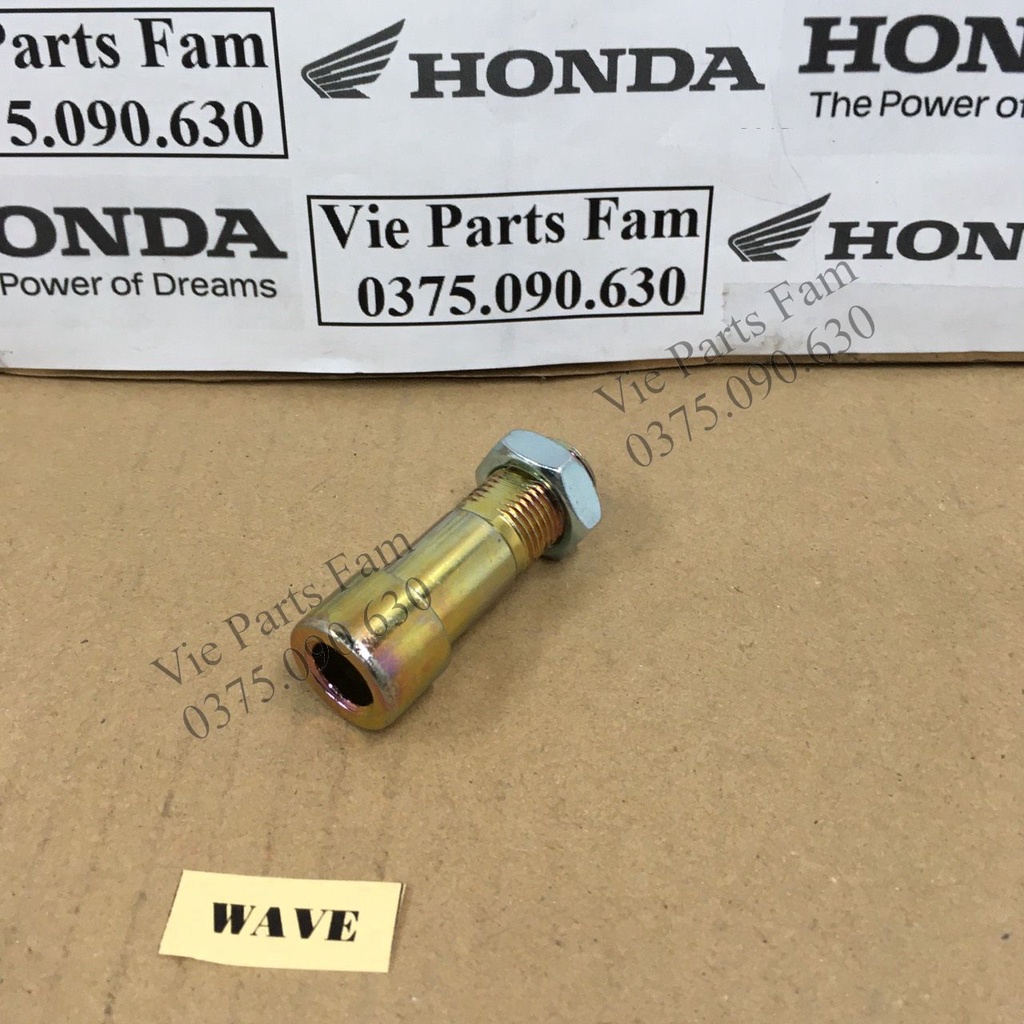 Parts Fam
5.090.630
HONDA
HON
The Power of
ONDA
Power of Dreams
Vie Parts Fam
0375.090.630
HON
Vie Parts Fam
0375.090.630
Vie Parts Fam
0375.090.630
WAVE